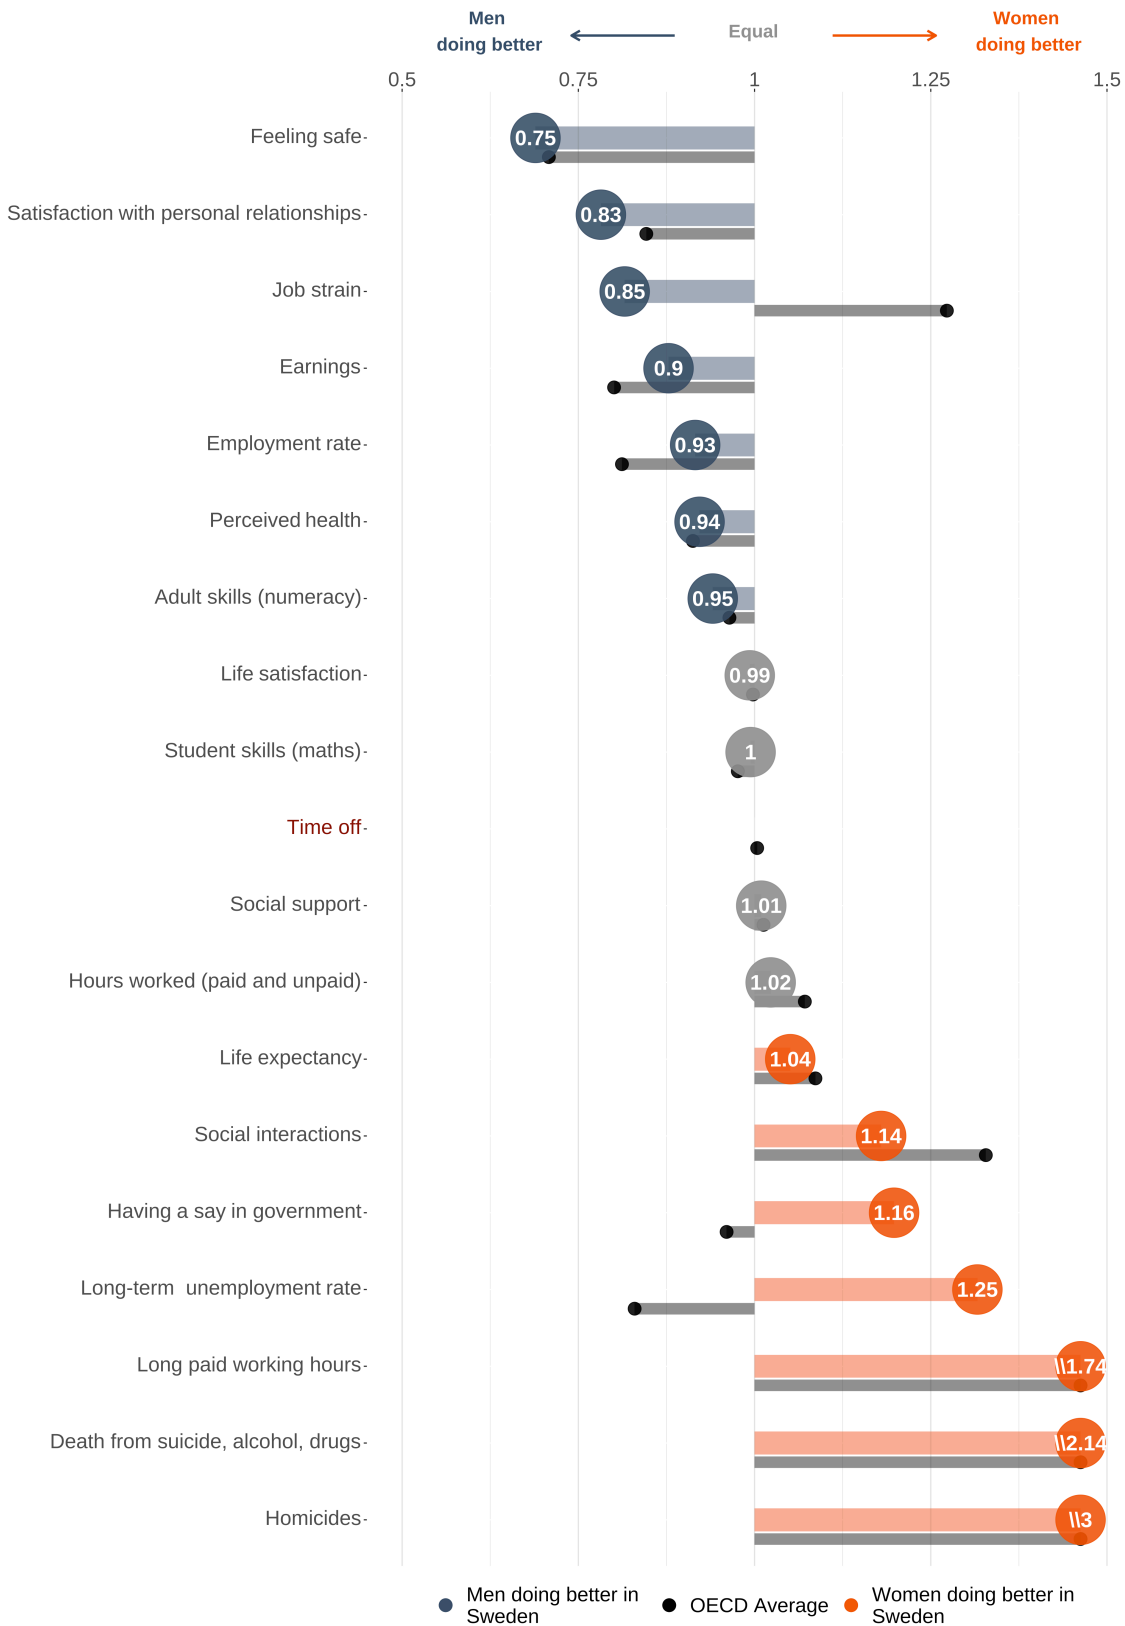 Men
doing better
Equal
Women
doing better
0.5
0.75
1
1.25
1.5
Feeling safe
0.75
Satisfaction with personal relationships
0.83
Job strain
0.85
Earnings
0.9
Employment rate
0.93
Perceived health
0.94
Adult skills (numeracy)
0.95
Life satisfaction
0.99
Student skills (maths)
1
Time off
Social support
1.01
Hours worked (paid and unpaid)
1.02
Life expectancy
1.04
Social interactions
1.14
Having a say in government
1.16
Long-term  unemployment rate
1.25
Long paid working hours
\\1.74
Death from suicide, alcohol, drugs
\\2.14
Homicides
\\3
Men doing better in
Sweden
OECD Average
Women doing better in
Sweden